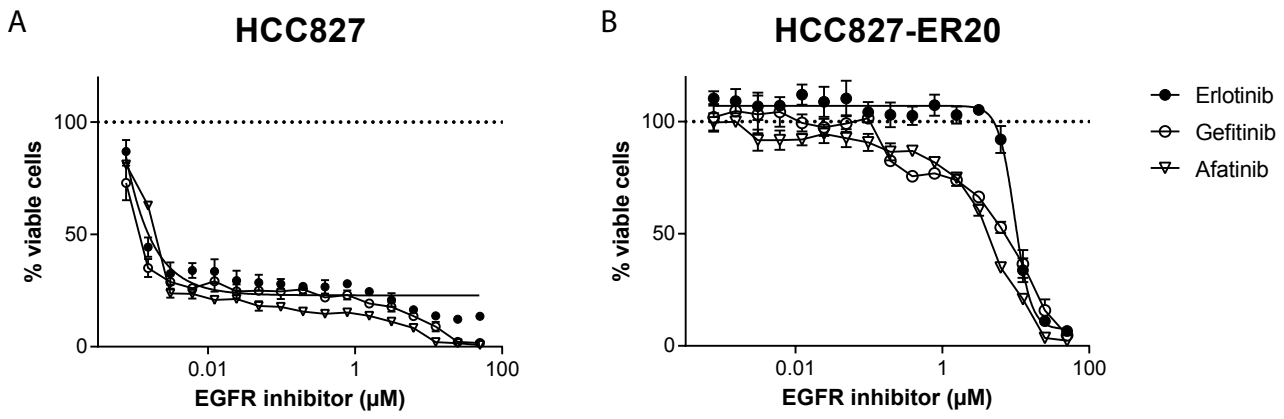 A
HCC827
% viable cells
100
50
0
0.01
1
100
EGFR inhibitor (µM)
B
HCC827-ER20
% viable cells
100
50
0
0.01
1
100
EGFR inhibitor (µM)
Erlotinib
Gefitinib
Afatinib